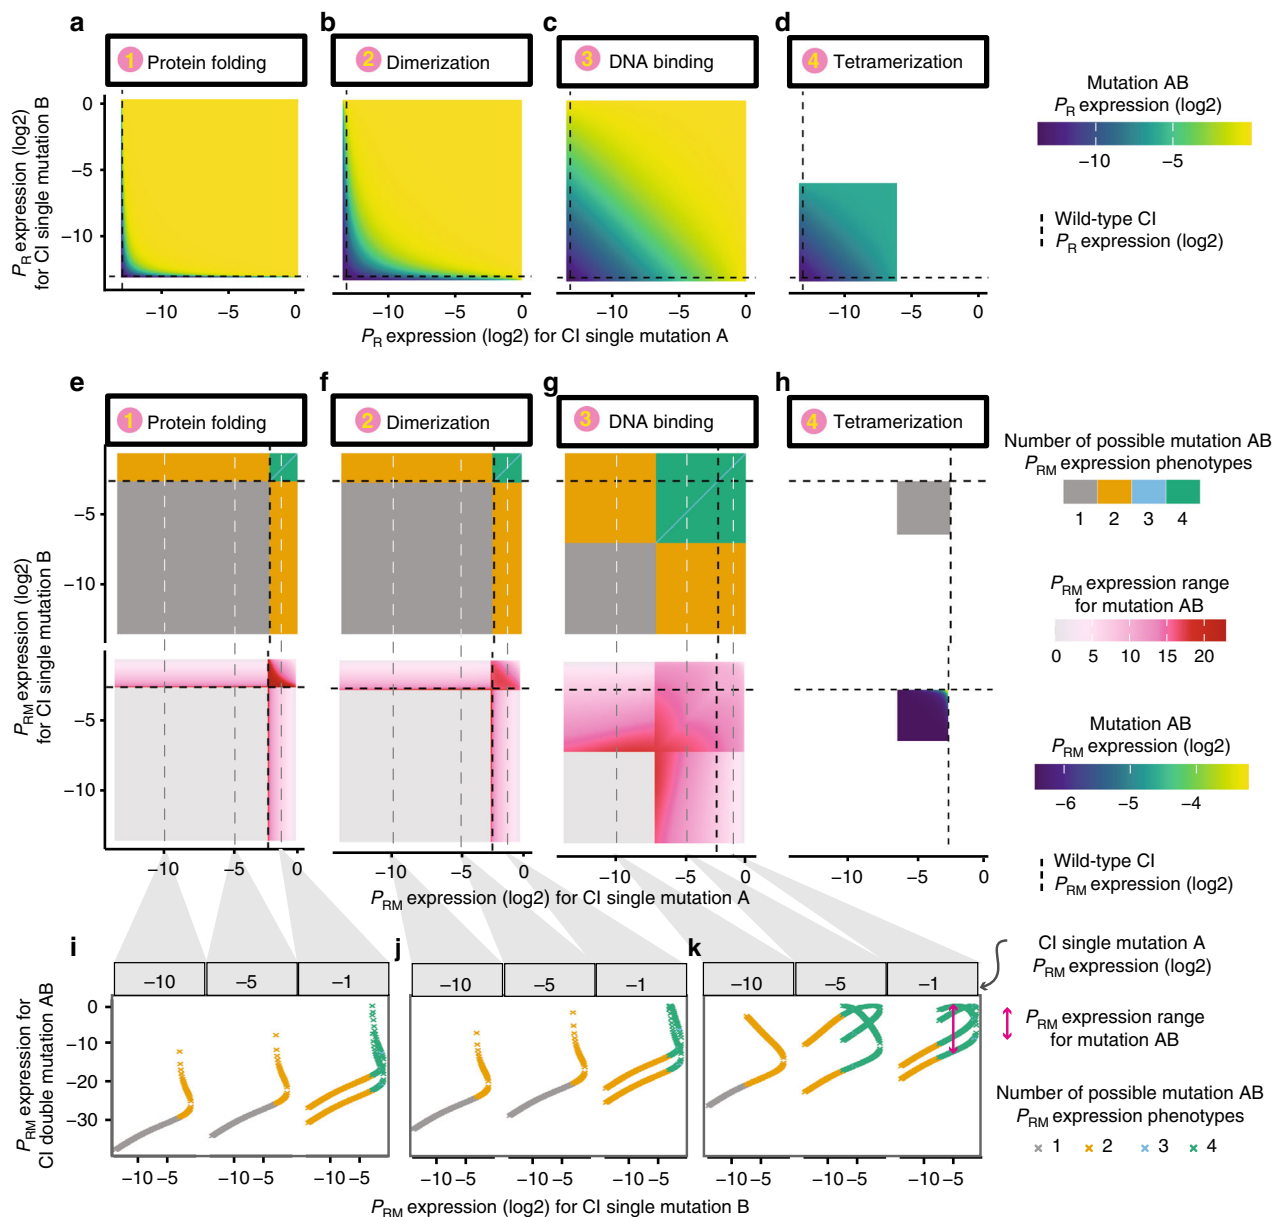 a
b
c
d
1 Protein folding
2 Dimerization
3 DNA binding
4 Tetramerization
PR expression (log2)
for CI single mutation B
0
−5
−10
−10 −5 0
−10 −5 0
−10 −5 0
−10 −5 0
PR expression (log2) for CI single mutation A
Mutation AB
PR expression (log2)
−10 −5
Wild-type CI
PR expression (log2)
e
f
g
h
1 Protein folding
2 Dimerization
3 DNA binding
4 Tetramerization
PRM expression (log2)
for CI single mutation B
−5
−10
−5
−10
−10 −5 0
−10 −5 0
−10 −5 0
−10 −5 0
PRM expression (log2) for CI single mutation A
Number of possible mutation AB
PRM expression phenotypes
1 2 3 4
PRM expression range
for mutation AB
0 5 10 15 20
Mutation AB
PRM expression (log2)
−6 −5 −4
Wild-type CI
PRM expression (log2)
i
j
k
−10 −5 −1
−10 −5 −1
−10 −5 −1
PRM expression for
CI double mutation AB
0
−10
−20
−30
−10 −5 −10 −5 −10 −5
−10 −5 −10 −5 −10 −5
−10 −5 −10 −5 −10 −5
PRM expression (log2) for CI single mutation B
CI single mutation A
PRM expression (log2)
PRM expression range
for mutation AB
Number of possible mutation AB
PRM expression phenotypes
1 2 3 4